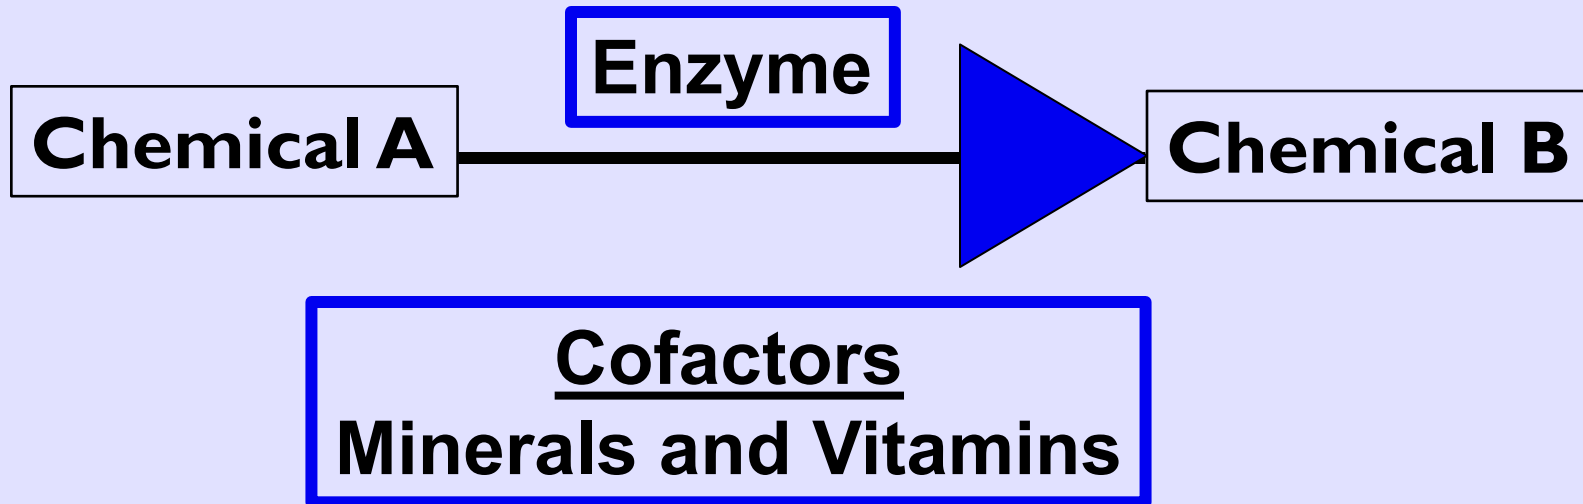 Enzyme
Chemical A
Chemical B
Cofactors
Minerals and Vitamins